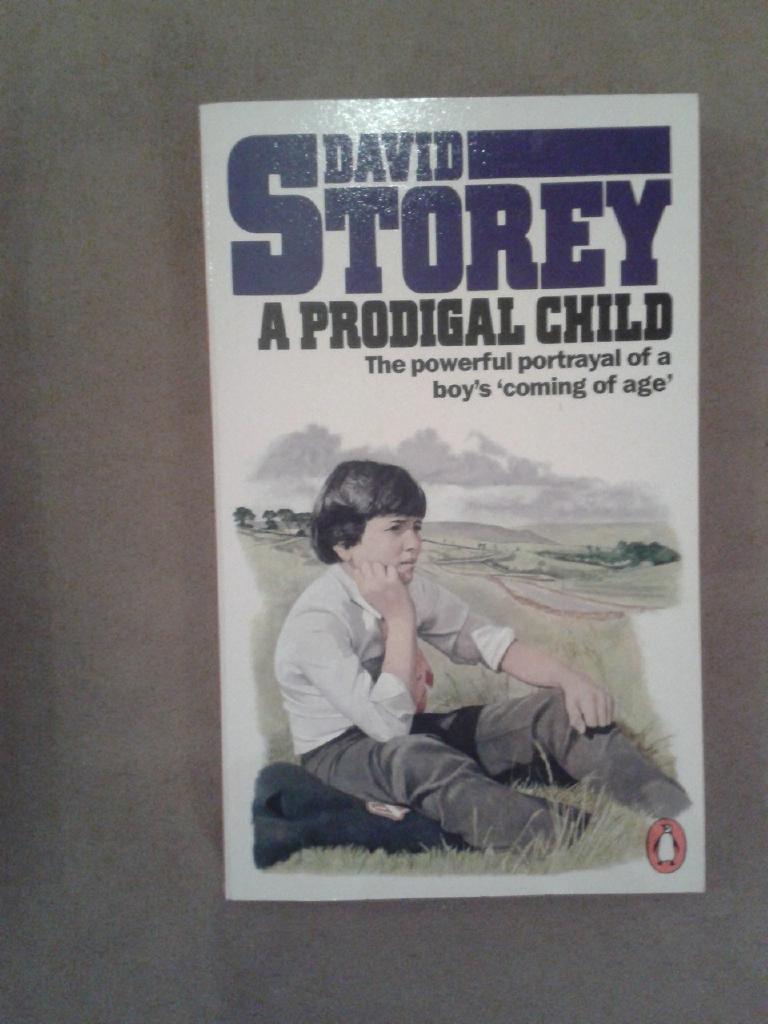 DAVID
STOREY
A PRODIGAL CHILD
The powerful portrayal of a
boy's 'coming of age'